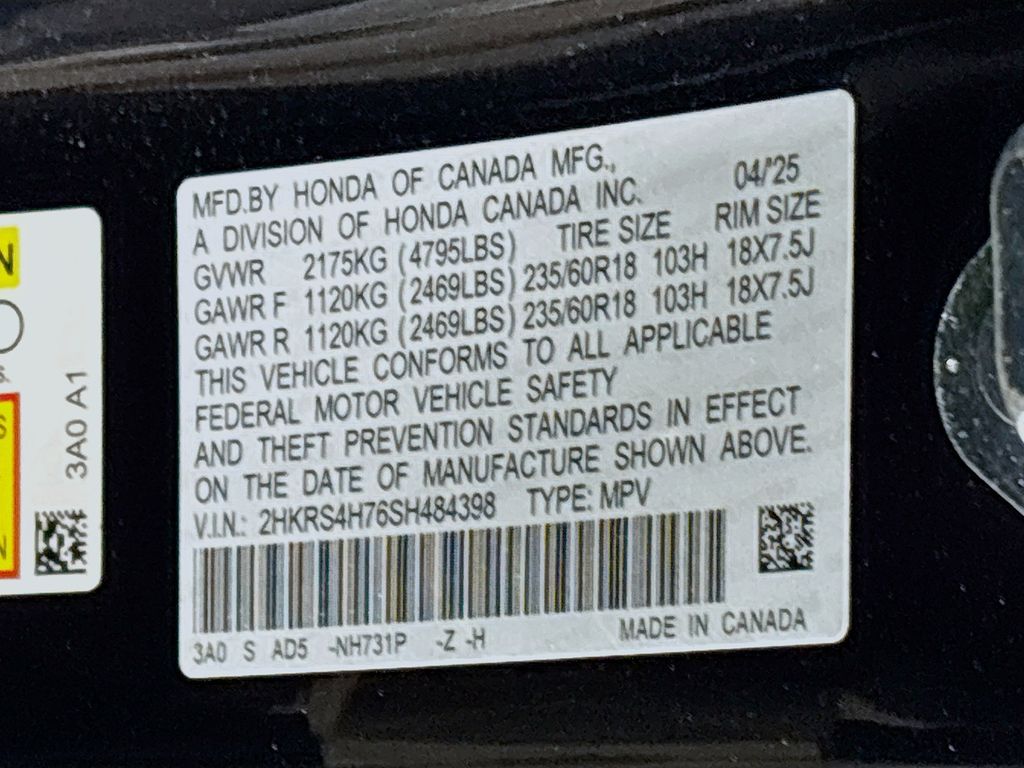 MFD.BY HONDA OF CANADA MFG.,
A DIVISION OF HONDA CANADA INC. 04/'25
GVWR 2175KG (4795LBS) TIRE SIZE RIM SIZE
GAWR F 1120KG (2469LBS) 235/60R18 103H 18X7.5J
GAWR R 1120KG (2469LBS) 235/60R18 103H 18X7.5J
THIS VEHICLE CONFORMS TO ALL APPLICABLE
FEDERAL MOTOR VEHICLE SAFETY
AND THEFT PREVENTION STANDARDS IN EFFECT
ON THE DATE OF MANUFACTURE SHOWN ABOVE.
V.I.N.: 2HKRS4H76SH484398 TYPE: MPV
3A0 S AD5 -NH731P -Z -H MADE IN CANADA
3A0 A1
N
S
N